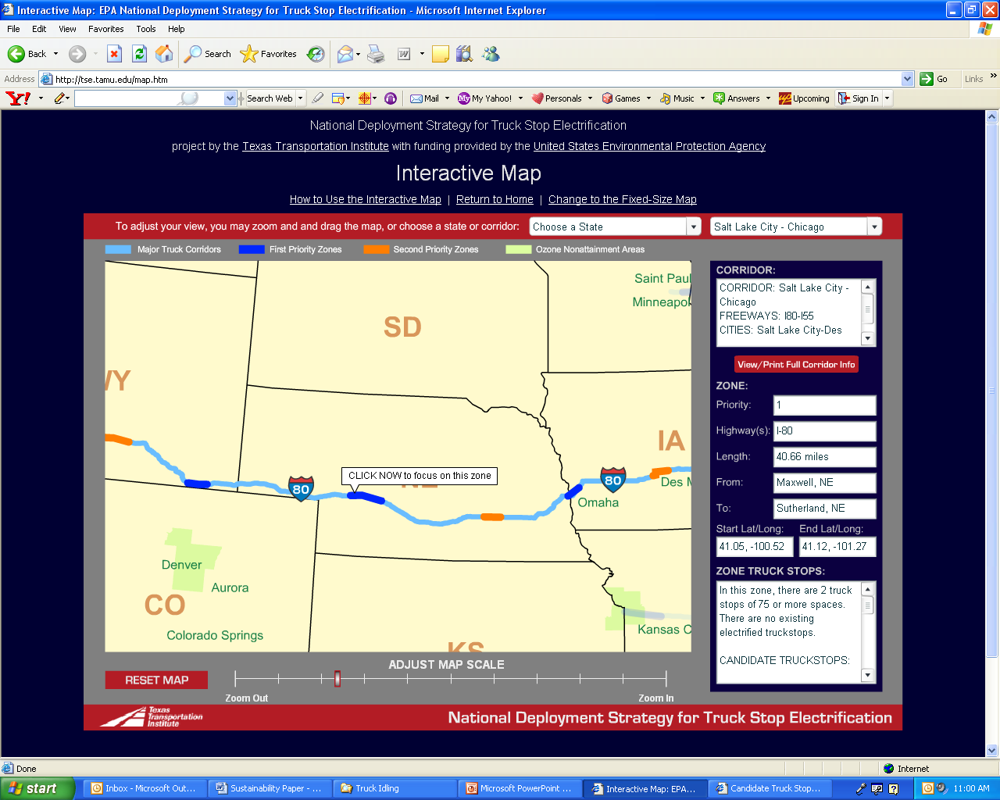 Interactive Map: EPA National Deployment Strategy for Truck Stop Electrification - Microsoft Internet Explorer
File Edit View Favorites Tools Help
Back Search Favorites
Address http://tse.tamu.edu/map.htm Go Links »
Y! Search Web Mail My Yahoo! Personals Games Music Answers Upcoming Sign In
National Deployment Strategy for Truck Stop Electrification
project by the Texas Transportation Institute with funding provided by the United States Environmental Protection Agency
Interactive Map
How to Use the Interactive Map | Return to Home | Change to the Fixed-Size Map
To adjust your view, you may zoom and and drag the map, or choose a state or corridor: Choose a State Salt Lake City - Chicago
Major Truck Corridors First Priority Zones Second Priority Zones Ozone Nonattainment Areas
Saint Paul
Minneapol
SD
WY
IA
80
CLICK NOW to focus on this zone
NE
80
Des M
Omaha
Denver
Aurora
CO
Colorado Springs
Kansas C
KS
CORRIDOR:
CORRIDOR: Salt Lake City -
Chicago
FREEWAYS: I80-I55
CITIES: Salt Lake City-Des
View/Print Full Corridor Info
ZONE:
Priority: 1
Highway(s): I-80
Length: 40.66 miles
From: Maxwell, NE
To: Sutherland, NE
Start Lat/Long: End Lat/Long:
41.05, -100.52 41.12, -101.27
ZONE TRUCK STOPS:
In this zone, there are 2 truck
stops of 75 or more spaces.
There are no existing
electrified truckstops.
CANDIDATE TRUCKSTOPS:
RESET MAP
ADJUST MAP SCALE
Zoom Out Zoom In
Texas
Transportation
Institute
National Deployment Strategy for Truck Stop Electrification
Done Internet
start Inbox - Microsoft Out... Sustainability Paper - ... Truck Idling Microsoft PowerPoint ... Interactive Map: EPA... Candidate Truck Stop... 11:00 AM